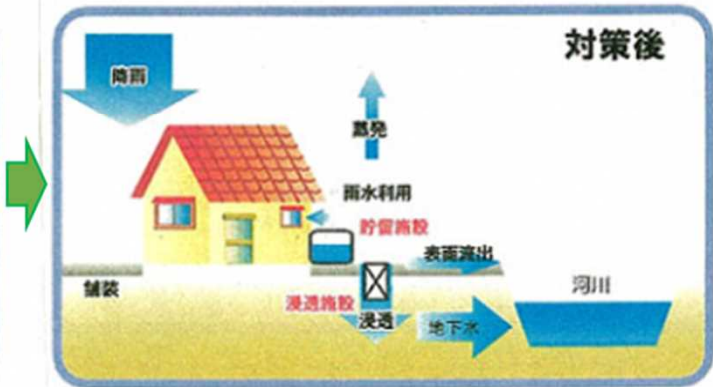 対策後
降雨
蒸発
雨水利用
貯留施設
表面流出
舗装
河川
浸透施設
浸透
地下水